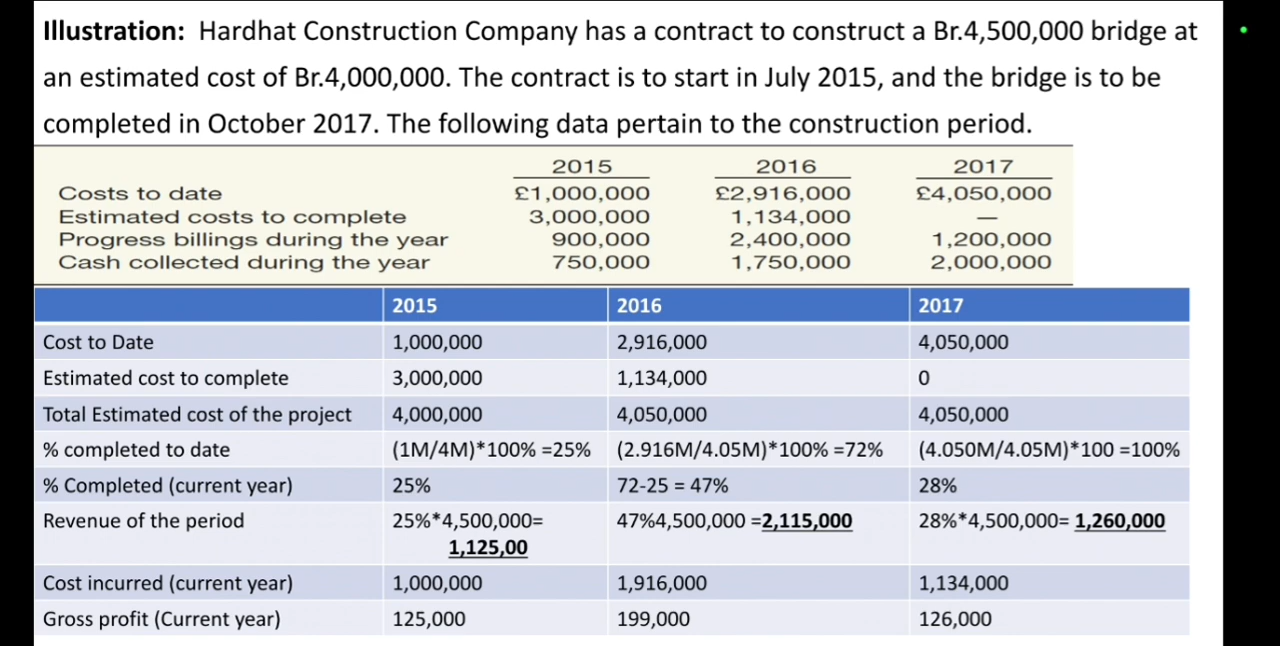 Illustration: Hardhat Construction Company has a contract to construct a Br.4,500,000 bridge at
an estimated cost of Br.4,000,000. The contract is to start in July 2015, and the bridge is to be
completed in October 2017. The following data pertain to the construction period.
2015 2016 2017
Costs to date £1,000,000 £2,916,000 £4,050,000
Estimated costs to complete 3,000,000 1,134,000 —
Progress billings during the year 900,000 2,400,000 1,200,000
Cash collected during the year 750,000 1,750,000 2,000,000
2015 2016 2017
Cost to Date 1,000,000 2,916,000 4,050,000
Estimated cost to complete 3,000,000 1,134,000 0
Total Estimated cost of the project 4,000,000 4,050,000 4,050,000
% completed to date (1M/4M)*100% =25% (2.916M/4.05M)*100% =72% (4.050M/4.05M)*100 =100%
% Completed (current year) 25% 72-25 = 47% 28%
Revenue of the period 25%*4,500,000= 47%4,500,000 =2,115,000 28%*4,500,000= 1,260,000
1,125,00
Cost incurred (current year) 1,000,000 1,916,000 1,134,000
Gross profit (Current year) 125,000 199,000 126,000